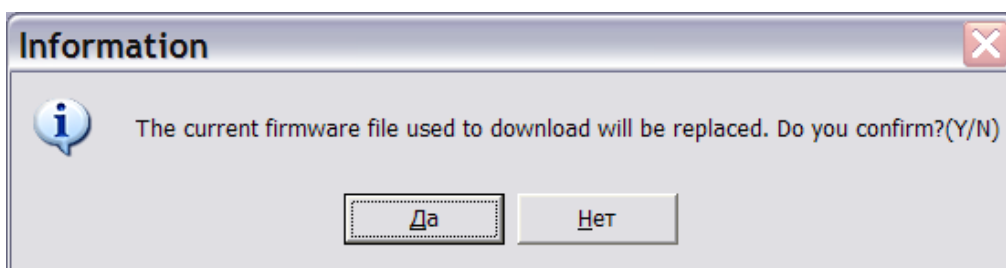 Information
The current firmware file used to download will be replaced. Do you confirm?(Y/N)
Да
Нет